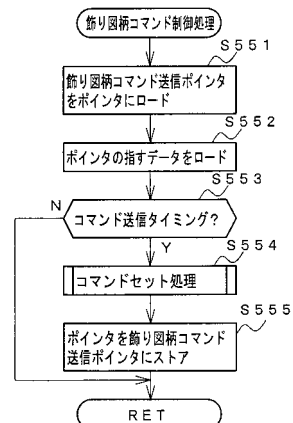 飾り図柄コマンド制御処理
S551
飾り図柄コマンド送信ポインタ
をポインタにロード
S552
ポインタの指すデータをロード
S553
N
コマンド送信タイミング?
Y
S554
コマンドセット処理
S555
ポインタを飾り図柄コマンド
送信ポインタにストア
RET